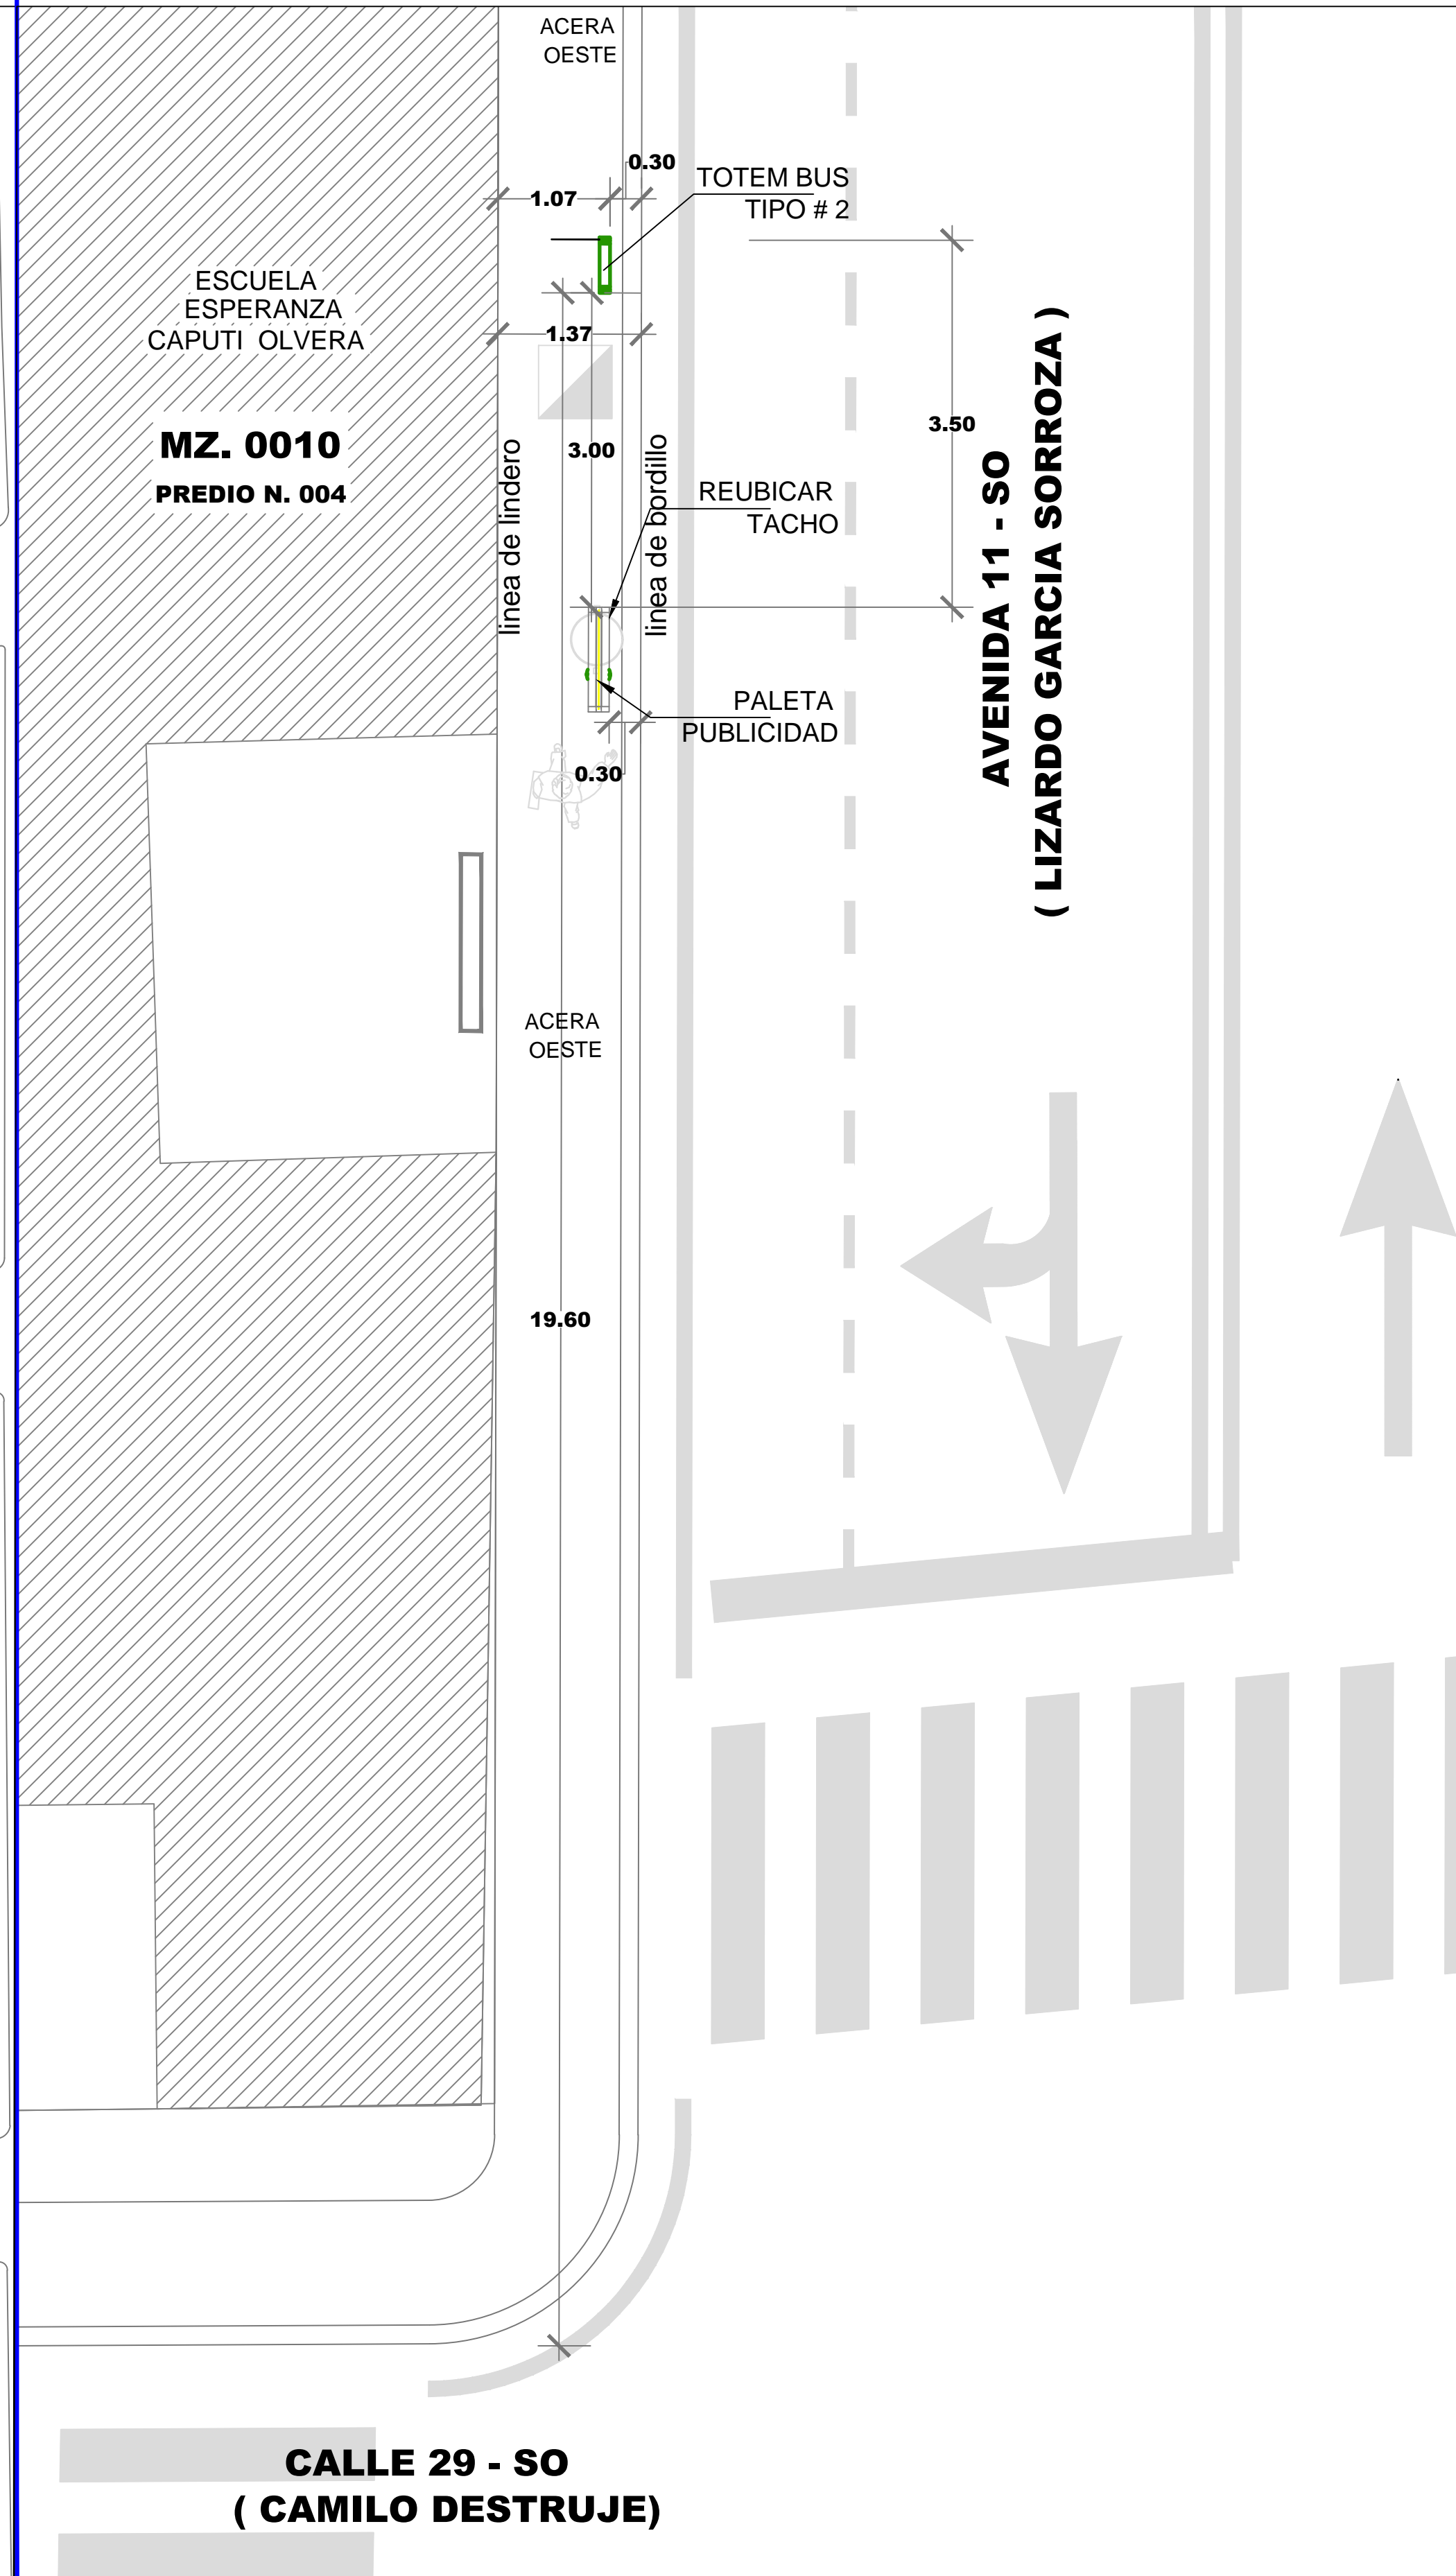 ACERA
OESTE
0.30
1.07
TOTEM BUS
TIPO # 2
ESCUELA
ESPERANZA
CAPUTI OLVERA
1.37
MZ. 0010
PREDIO N. 004
3.50
3.00
linea de lindero
linea de bordillo
REUBICAR
TACHO
AVENIDA 11 - SO
( LIZARDO GARCIA SORROZA )
PALETA
PUBLICIDAD
0.30
ACERA
OESTE
19.60
CALLE 29 - SO
( CAMILO DESTRUJE)